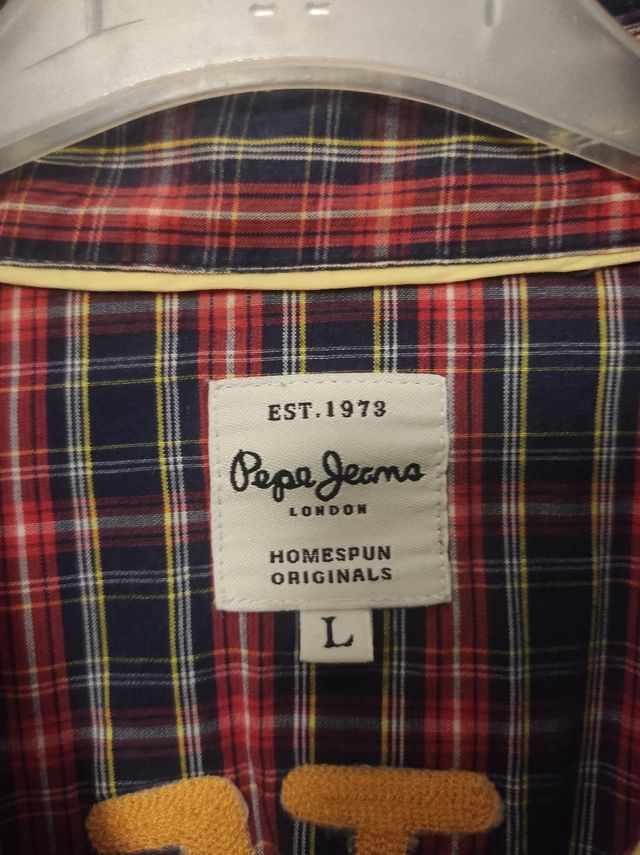 EST.1973
Pepe Jeans
LONDON
HOMESPUN
ORIGINALS
L